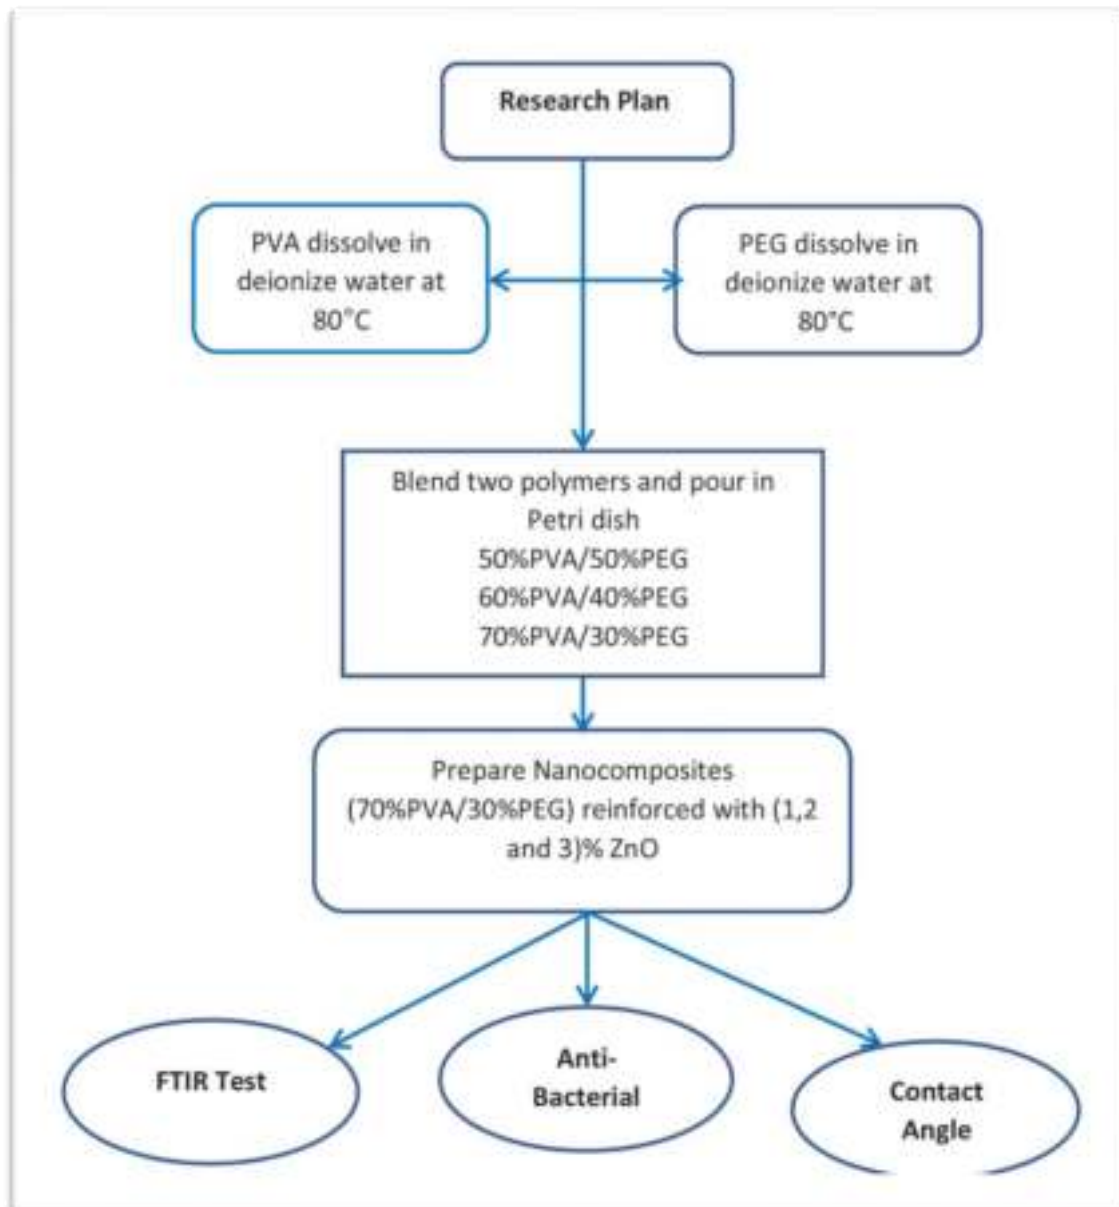 Research Plan
PVA dissolve in
deionize water at
80°C
PEG dissolve in
deionize water at
80°C
Blend two polymers and pour in
Petri dish
50%PVA/50%PEG
60%PVA/40%PEG
70%PVA/30%PEG
Prepare Nanocomposites
(70%PVA/30%PEG) reinforced with (1,2
and 3)% ZnO
FTIR Test
Anti-
Bacterial
Contact
Angle